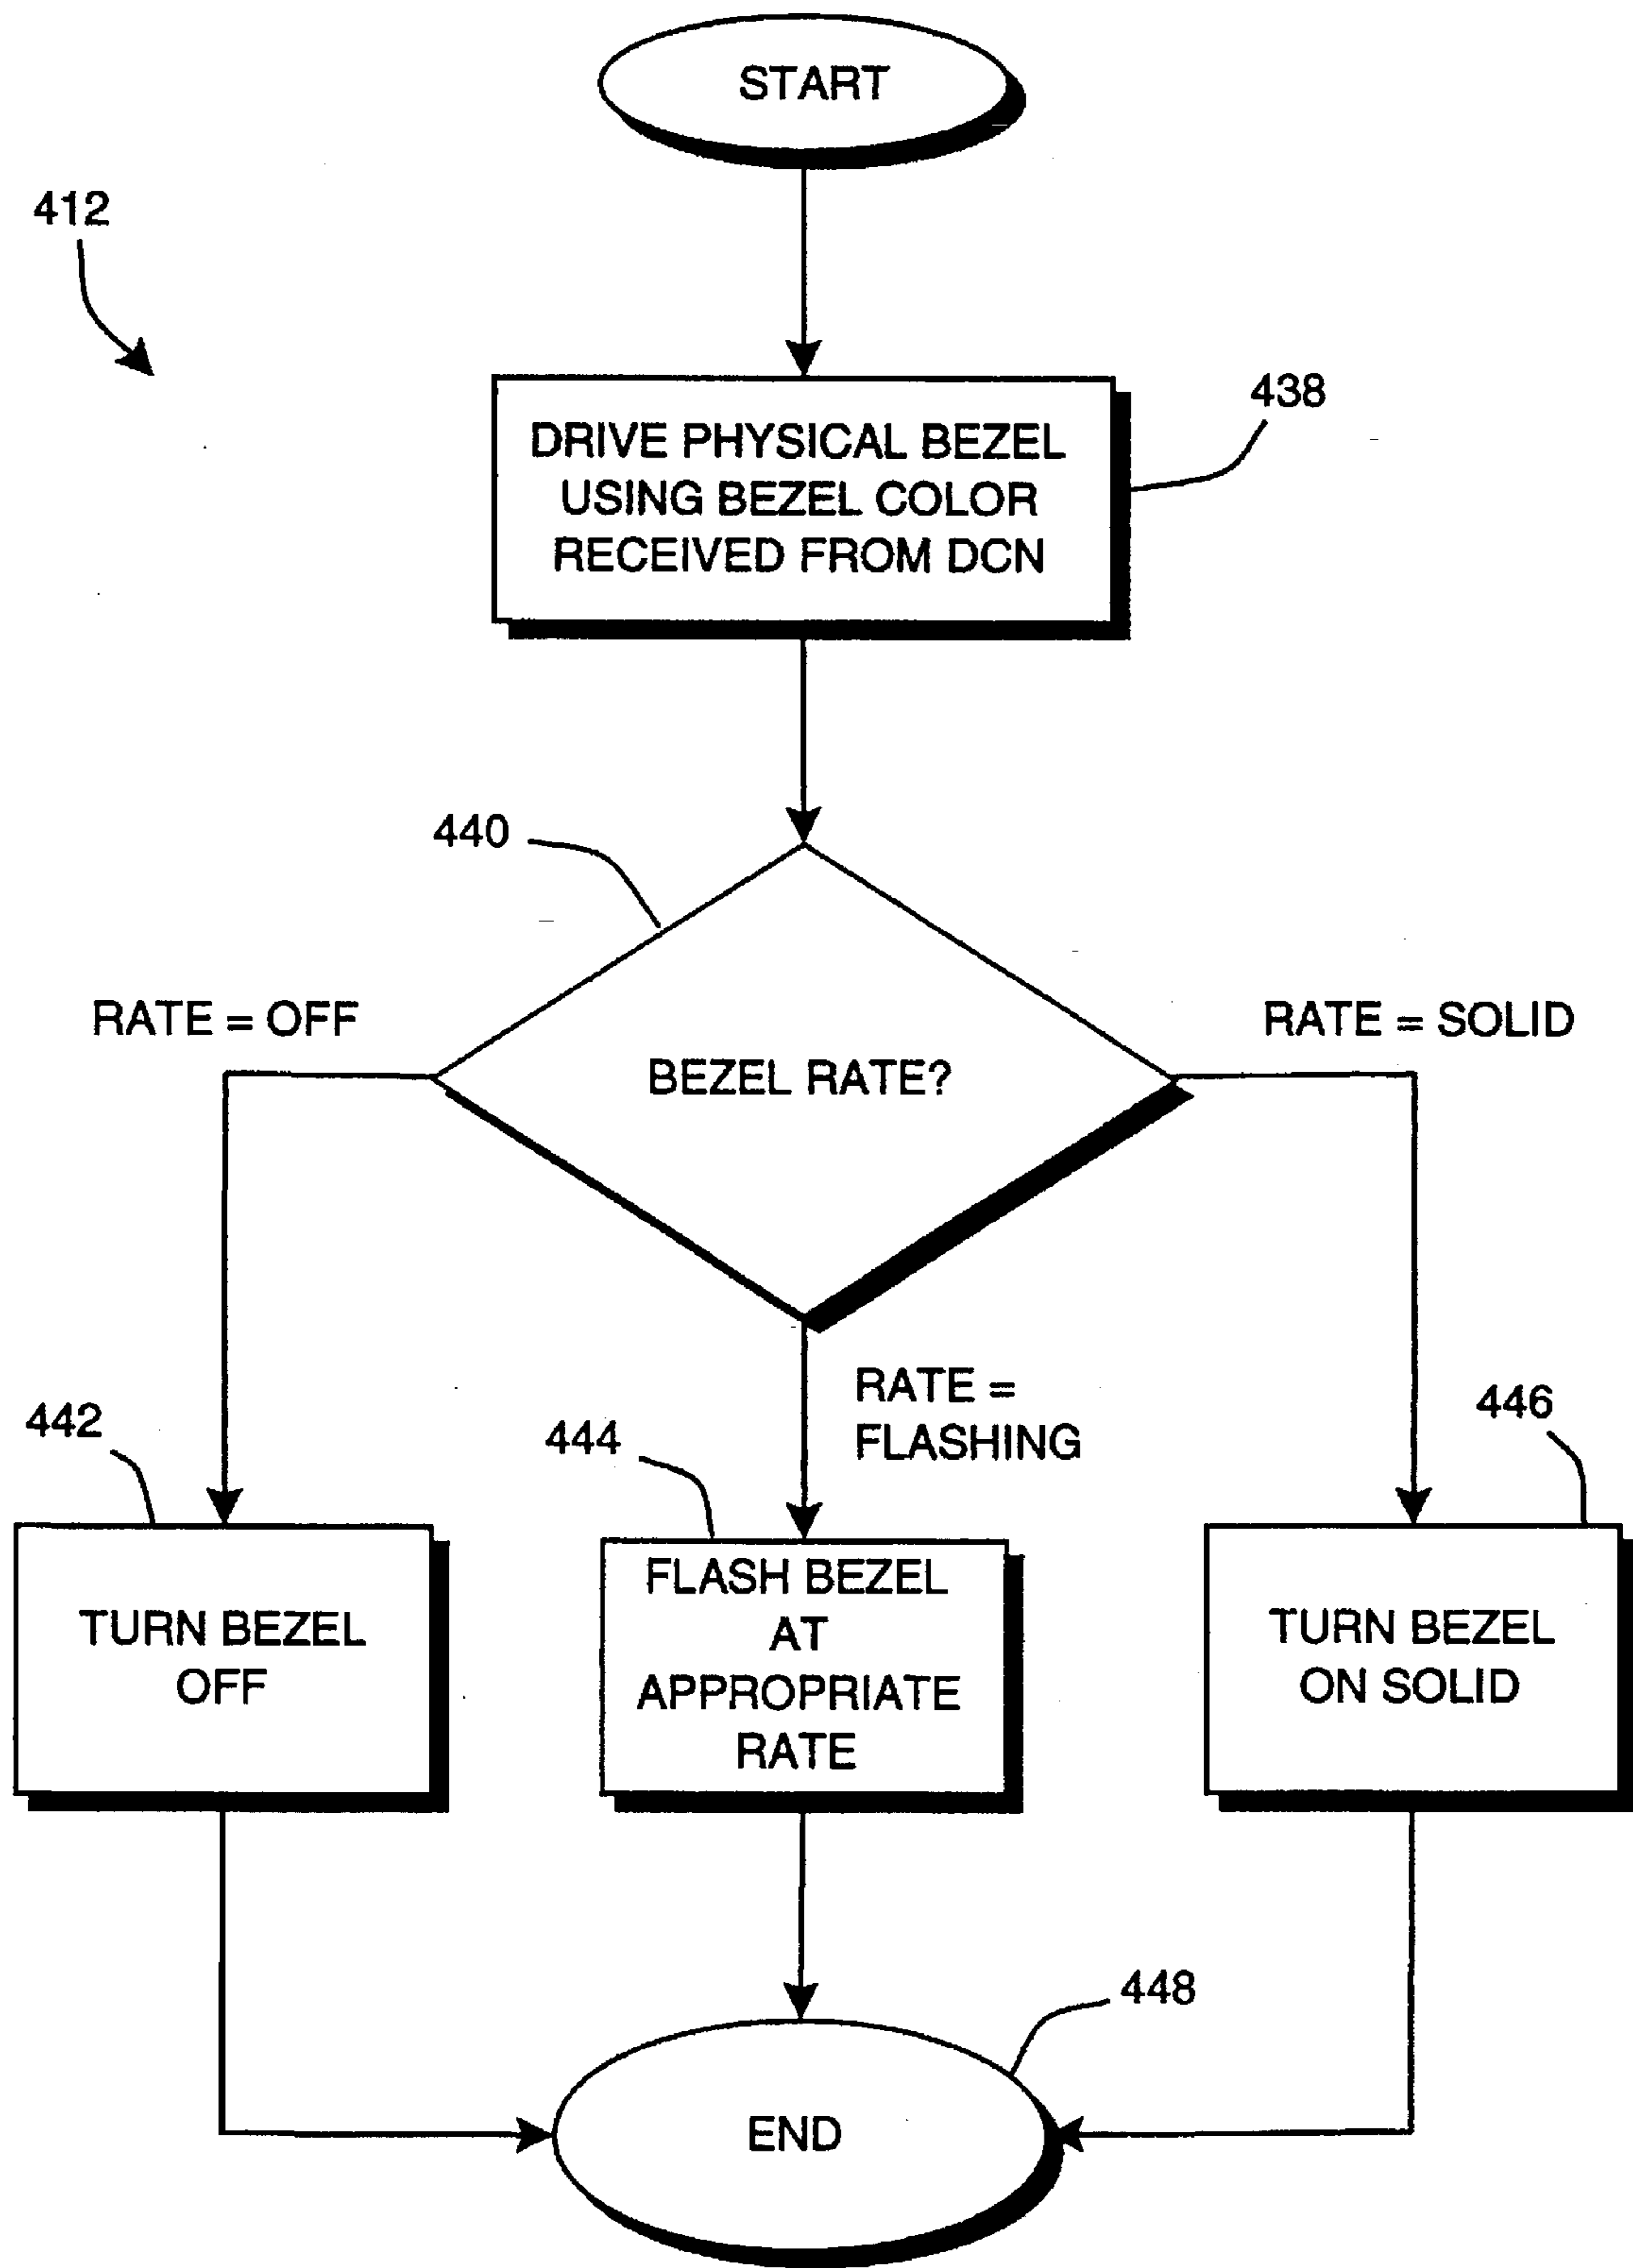 START
412
438
DRIVE PHYSICAL BEZEL
USING BEZEL COLOR
RECEIVED FROM DCN
440
RATE = OFF
RATE = SOLID
BEZEL RATE?
RATE =
FLASHING
442
444
446
TURN BEZEL
OFF
FLASH BEZEL
AT
APPROPRIATE
RATE
TURN BEZEL
ON SOLID
448
END